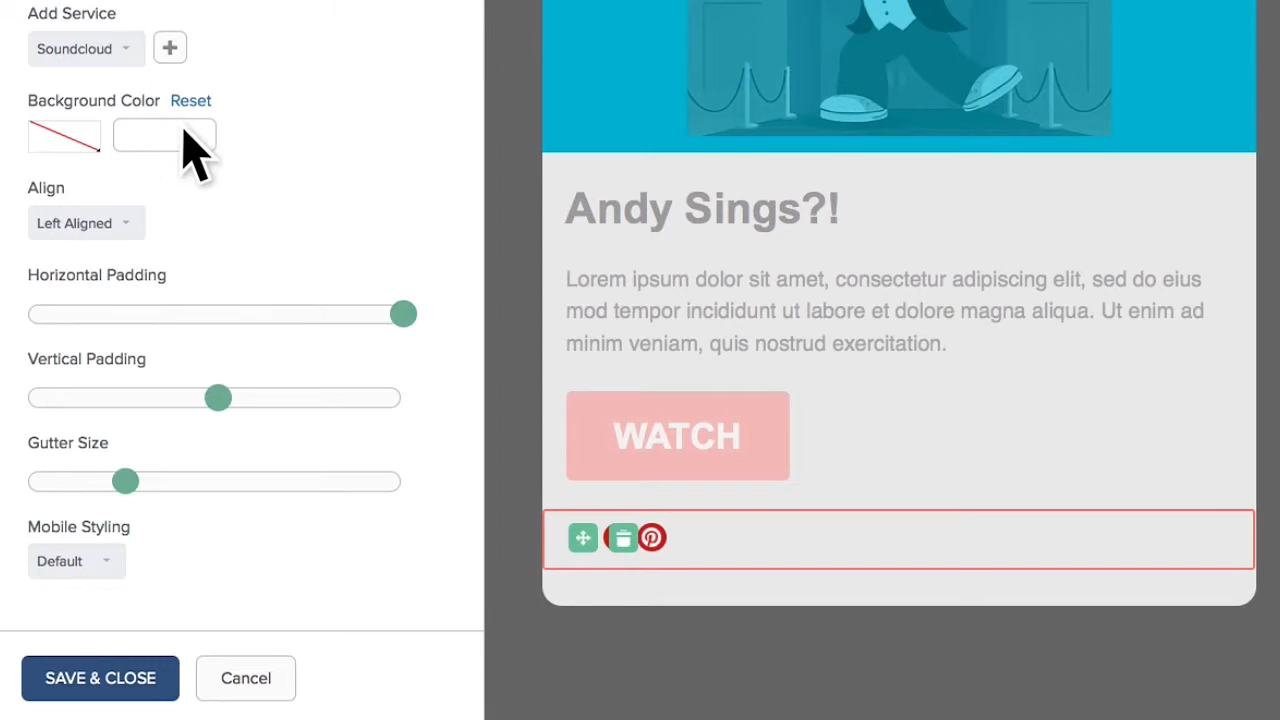 Add Service
Soundcloud
Background Color Reset
Align
Left Aligned
Horizontal Padding
Vertical Padding
Gutter Size
Mobile Styling
Default
SAVE & CLOSE Cancel
Andy Sings?!
Lorem ipsum dolor sit amet, consectetur adipiscing elit, sed do eius
mod tempor incididunt ut labore et dolore magna aliqua. Ut enim ad
minim veniam, quis nostrud exercitation.
WATCH